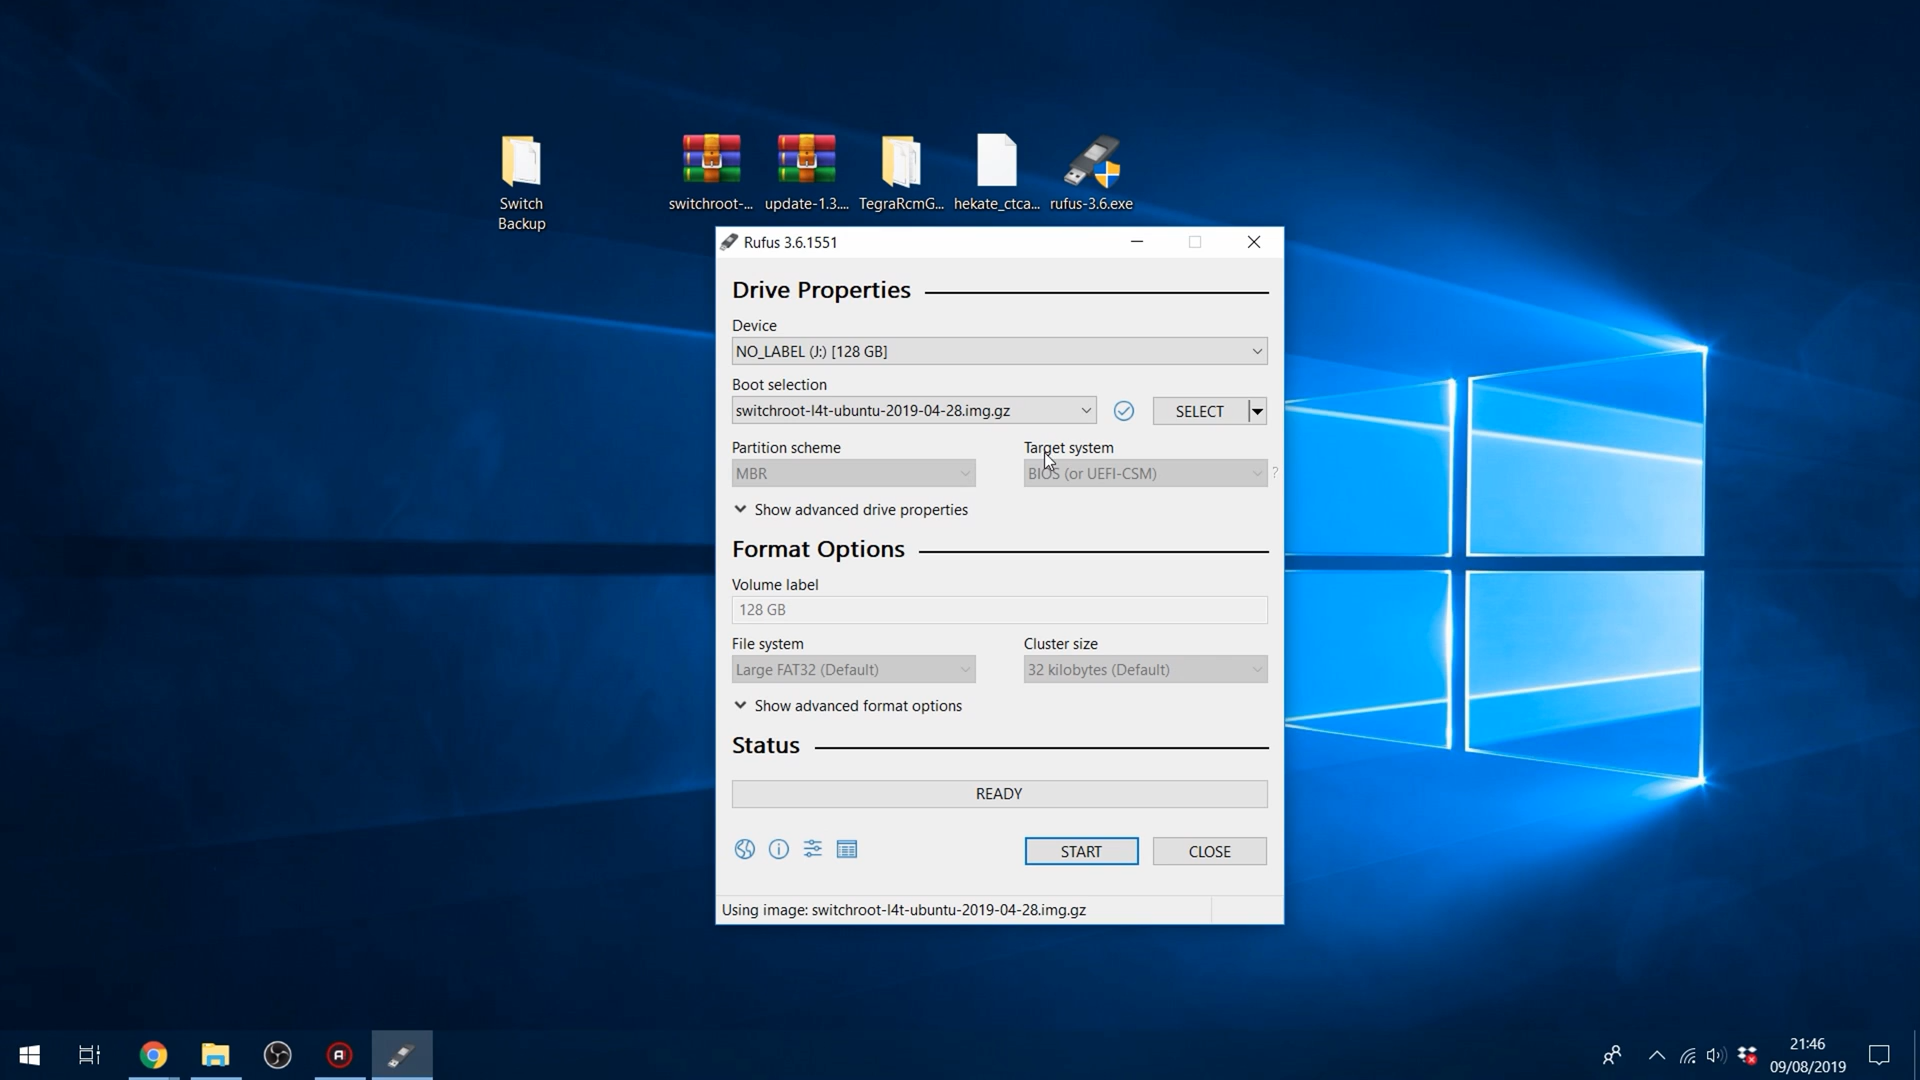 Switch
Backup
switchroot-...
update-1.3....
TegraRcmG...
hekate_ctca...
rufus-3.6.exe
Rufus 3.6.1551
Drive Properties
Device
NO_LABEL (J:) [128 GB]
Boot selection
switchroot-l4t-ubuntu-2019-04-28.img.gz
SELECT
Partition scheme
Target system
MBR
BIOS (or UEFI-CSM)
?
Show advanced drive properties
Format Options
Volume label
128 GB
File system
Cluster size
Large FAT32 (Default)
32 kilobytes (Default)
Show advanced format options
Status
READY
START
CLOSE
Using image: switchroot-l4t-ubuntu-2019-04-28.img.gz
21:46
09/08/2019